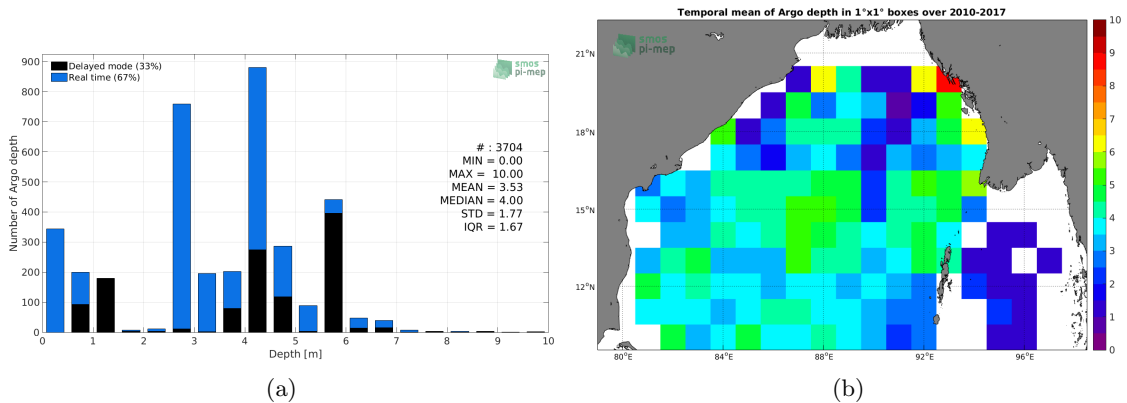 Number of Argo depth
900
800
700
600
500
400
300
200
100
0
Delayed mode (33%)
Real time (67%)
smos
pi-mep
# : 3704
MIN = 0.00
MAX = 10.00
MEAN = 3.53
MEDIAN = 4.00
STD = 1.77
IQR = 1.67
0 1 2 3 4 5 6 7 8 9 10
Depth [m]
(a)
Temporal mean of Argo depth in 1°x1° boxes over 2010-2017
smos
pi-mep
21°N
18°N
15°N
12°N
80°E 84°E 88°E 92°E 96°E
10
9
8
7
6
5
4
3
2
1
0
(b)